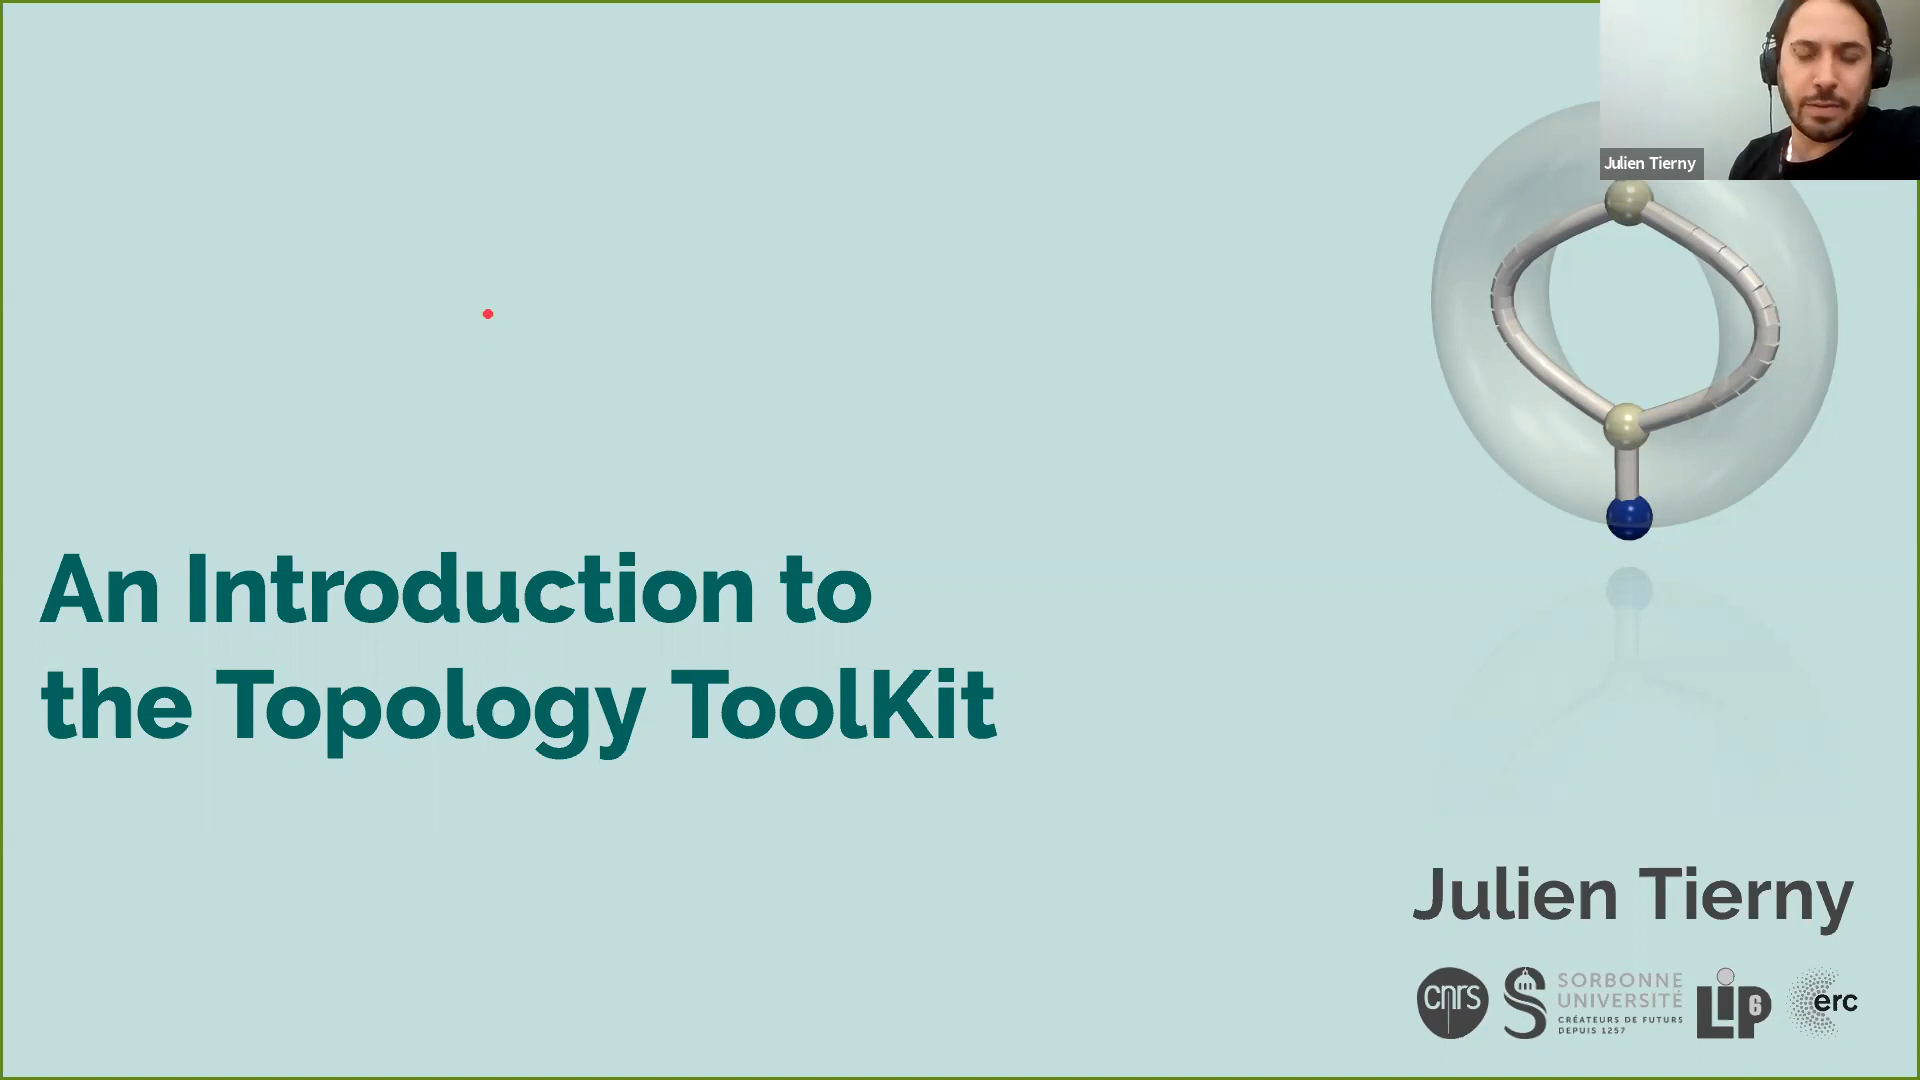 Julien Tierny
An Introduction to
the Topology ToolKit
Julien Tierny
cnrs
SORBONNE
UNIVERSITÉ
CRÉATEURS DE FUTURS
DEPUIS 1257
LIP6
erc